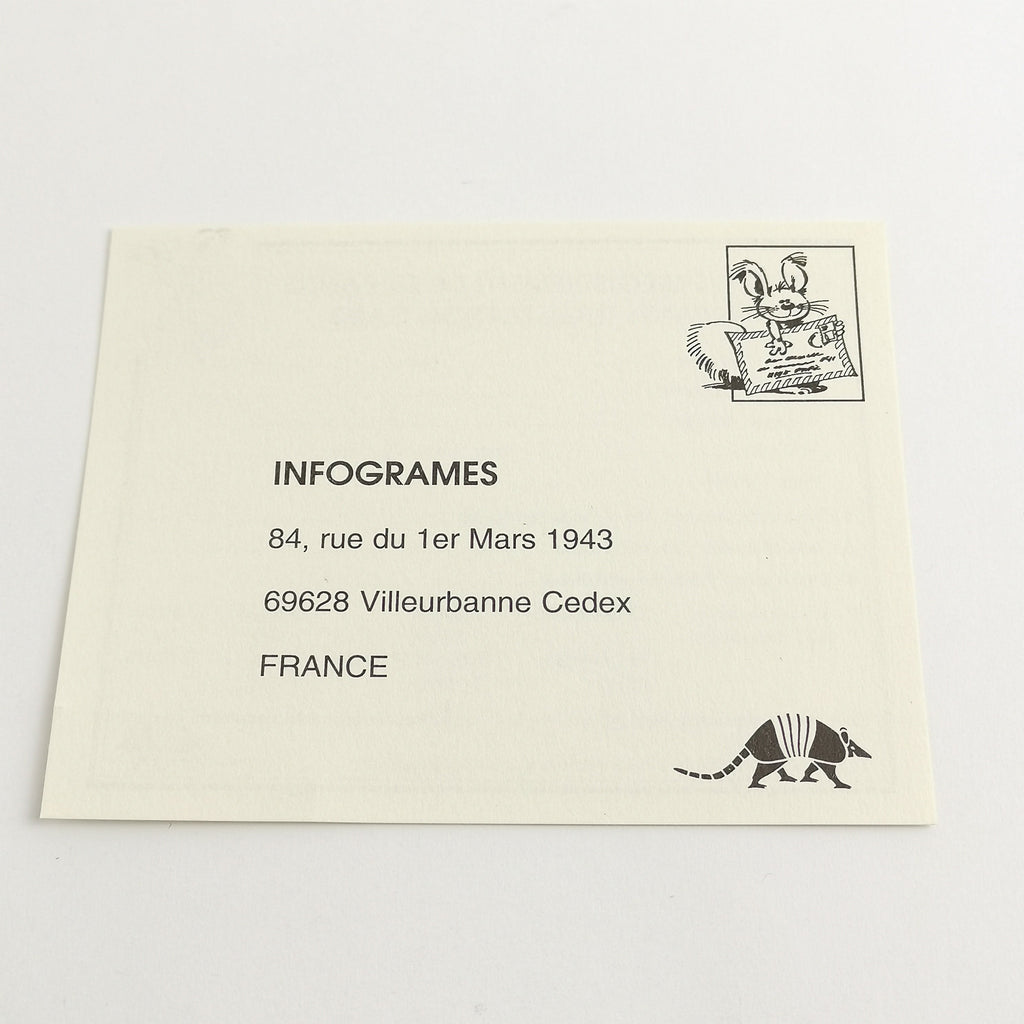 INFOGRAMES
84, rue du 1er Mars 1943
69628 Villeurbanne Cedex
FRANCE